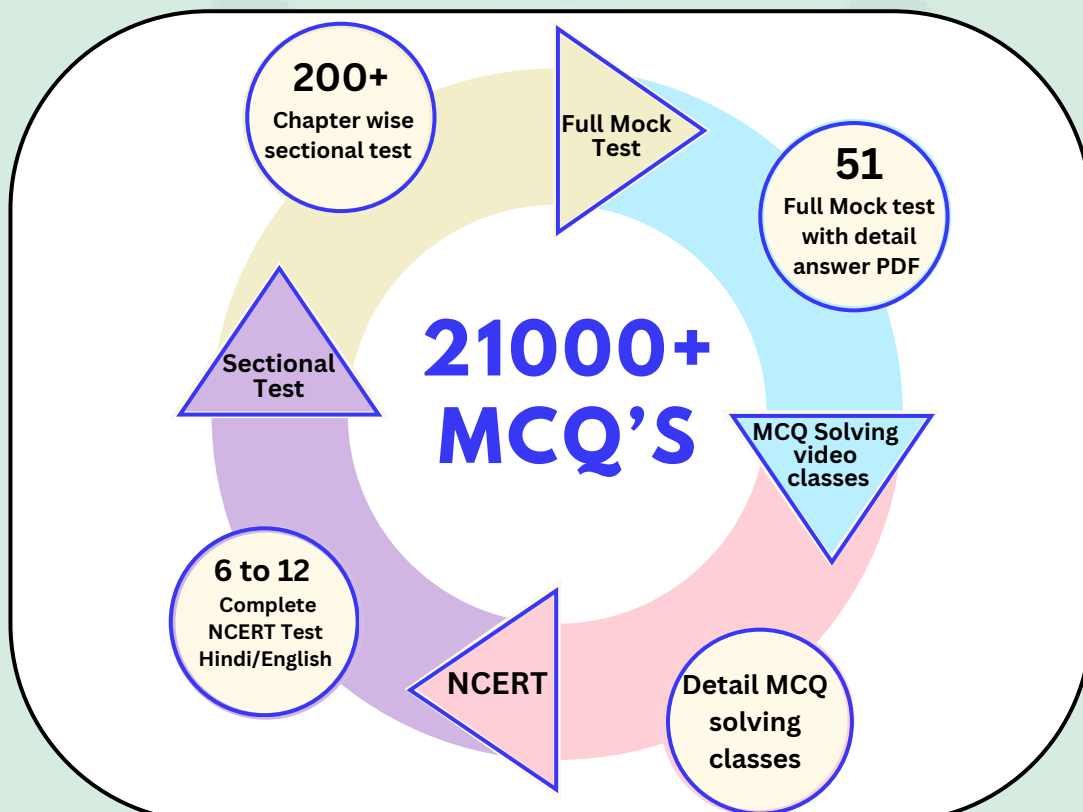 200+
Chapter wise
sectional test
Full Mock
Test
51
Full Mock test
with detail
answer PDF
21000+
MCQ’S
Sectional
Test
MCQ Solving
video
classes
6 to 12
Complete
NCERT Test
Hindi/English
NCERT
Detail MCQ
solving
classes